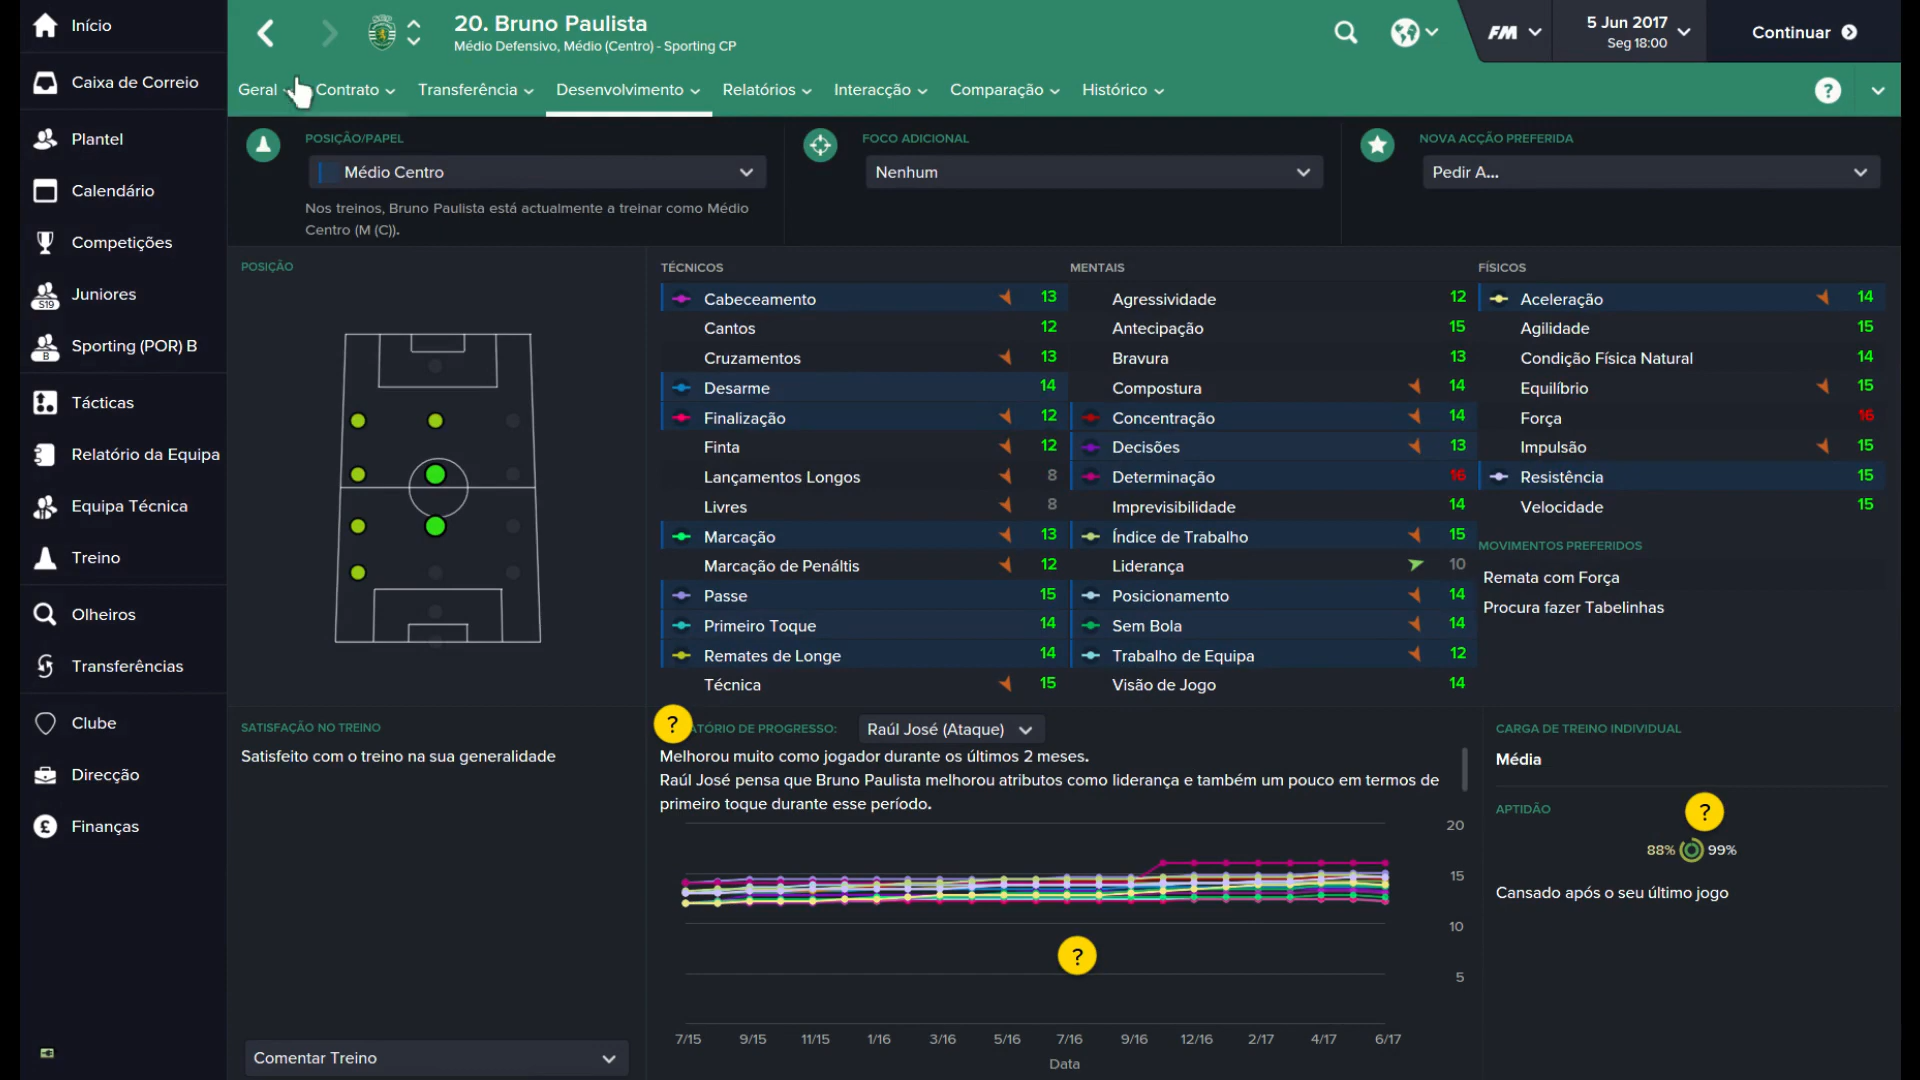 Início
Caixa de Correio
Plantel
Calendário
Competições
Juniores
S19
Sporting (POR) B
B
Tácticas
Relatório da Equipa
Equipa Técnica
Treino
Olheiros
Transferências
Clube
Direcção
Finanças
20. Bruno Paulista
Médio Defensivo, Médio (Centro) - Sporting CP
FM
5 Jun 2017
Seg 18:00
Continuar
Geral
Contrato
Transferência
Desenvolvimento
Relatórios
Interacção
Comparação
Histórico
?
POSIÇÃO/PAPEL
Médio Centro
Nos treinos, Bruno Paulista está actualmente a treinar como Médio
Centro (M (C)).
FOCO ADICIONAL
Nenhum
NOVA ACÇÃO PREFERIDA
Pedir A...
POSIÇÃO
TÉCNICOS
Cabeceamento 13
Cantos 12
Cruzamentos 13
Desarme 14
Finalização 12
Finta 12
Lançamentos Longos 8
Livres 8
Marcação 13
Marcação de Penáltis 12
Passe 15
Primeiro Toque 14
Remates de Longe 14
Técnica 15
MENTAIS
Agressividade 12
Antecipação 15
Bravura 13
Compostura 14
Concentração 14
Decisões 13
Determinação 16
Imprevisibilidade 14
Índice de Trabalho 15
Liderança 10
Posicionamento 14
Sem Bola 14
Trabalho de Equipa 12
Visão de Jogo 14
FÍSICOS
Aceleração 14
Agilidade 15
Condição Física Natural 14
Equilíbrio 15
Força 16
Impulsão 15
Resistência 15
Velocidade 15
MOVIMENTOS PREFERIDOS
Remata com Força
Procura fazer Tabelinhas
SATISFAÇÃO NO TREINO
Satisfeito com o treino na sua generalidade
Comentar Treino
?
ATÓRIO DE PROGRESSO:
Raúl José (Ataque)
Melhorou muito como jogador durante os últimos 2 meses.
Raúl José pensa que Bruno Paulista melhorou atributos como liderança e também um pouco em termos de
primeiro toque durante esse período.
20
15
10
5
?
7/15 9/15 11/15 1/16 3/16 5/16 7/16 9/16 12/16 2/17 4/17 6/17
Data
CARGA DE TREINO INDIVIDUAL
Média
APTIDÃO
?
88% 99%
Cansado após o seu último jogo